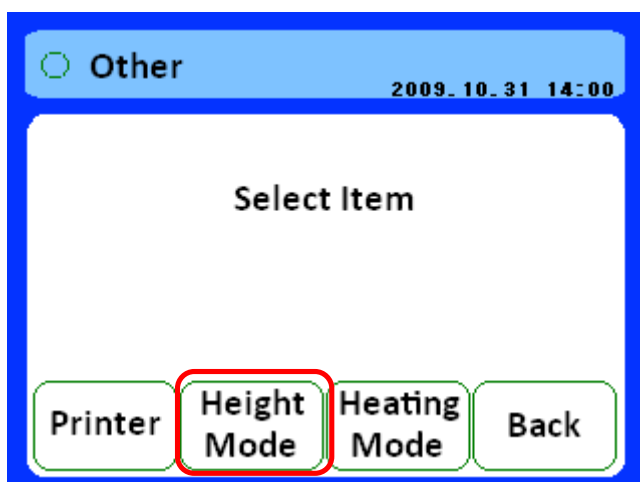 Other
2009.10.31 14:00
Select Item
Printer
Height
Mode
Heating
Mode
Back